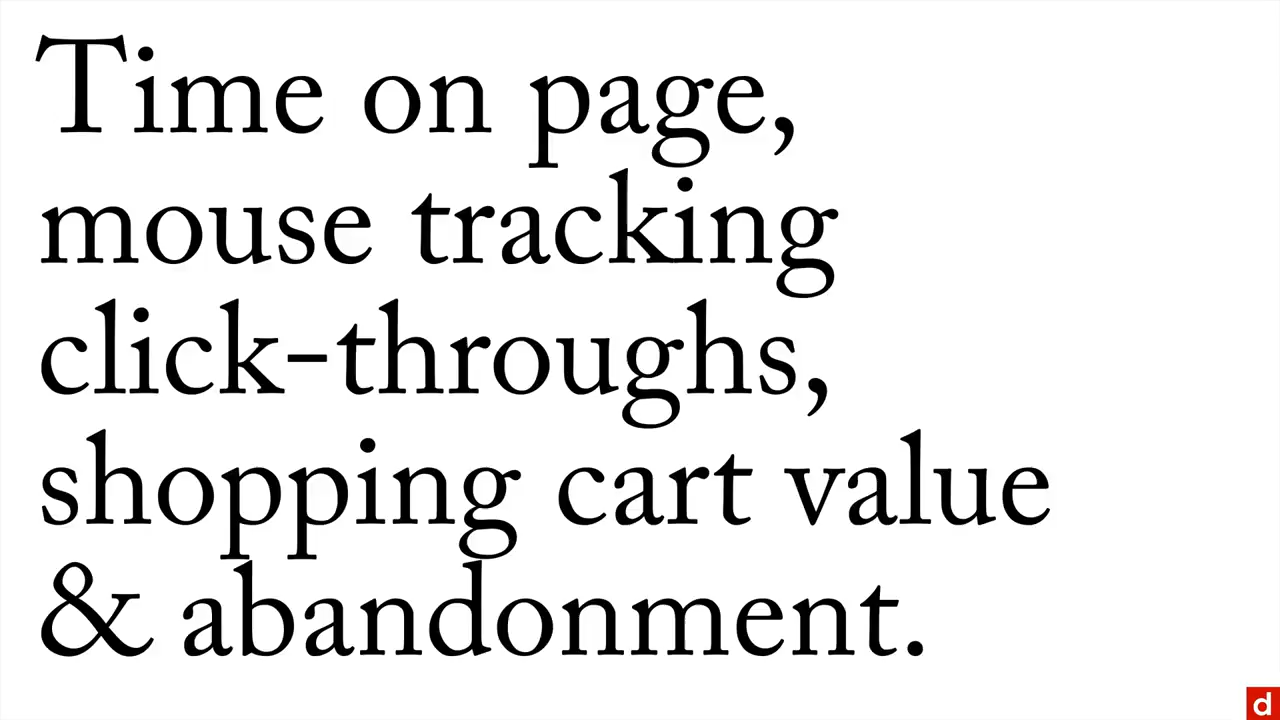 Time on page,
mouse tracking
click-throughs,
shopping cart value
& abandonment.
d